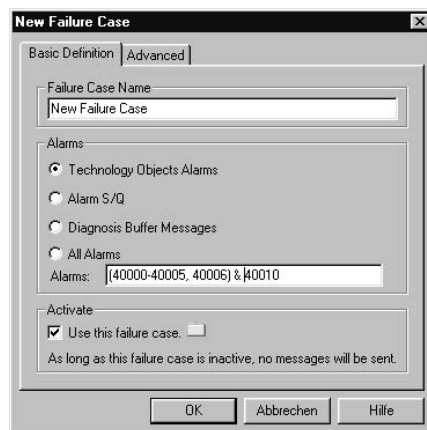 New Failure Case
Basic Definition Advanced
Failure Case Name
New Failure Case
Alarms
Technology Objects Alarms
Alarm S/Q
Diagnosis Buffer Messages
All Alarms
Alarms: (40000-40005, 40006) & 40010
Activate
Use this failure case.
As long as this failure case is inactive, no messages will be sent.
OK Abbrechen Hilfe